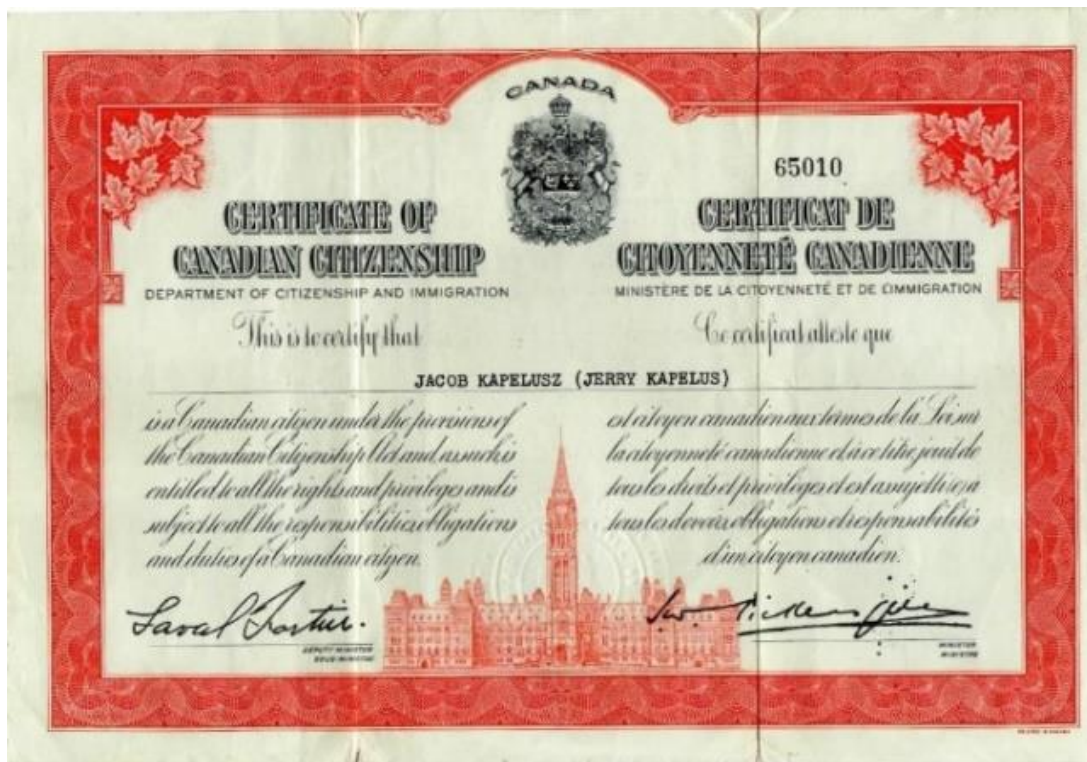 CANADA
65010
CERTIFICATE OF
CANADIAN CITIZENSHIP
DEPARTMENT OF CITIZENSHIP AND IMMIGRATION
This is to certify that
CERTIFICAT DE
CITOYENNETÉ CANADIENNE
MINISTÈRE DE LA CITOYENNETÉ ET DE L'IMMIGRATION
Ce certificat atteste que
JACOB KAPELUSZ (JERRY KAPELUS)
is a Canadian citizen under the provisions of
the Canadian Citizenship Act and, as such, is
entitled to all the rights and privileges and is
subject to all the responsibilities, obligations
and duties of a Canadian citizen.
est citoyen canadien aux termes de la Loi sur
la citoyenneté canadienne et à ce titre, jouit de
tous les droits et privilèges et est assujetti(e) à
tous les devoirs, obligations et responsabilités
d'un citoyen canadien.
Laval Fortier.
DEPUTY MINISTER
SOUS-MINISTRE
MINISTER
MINISTRE